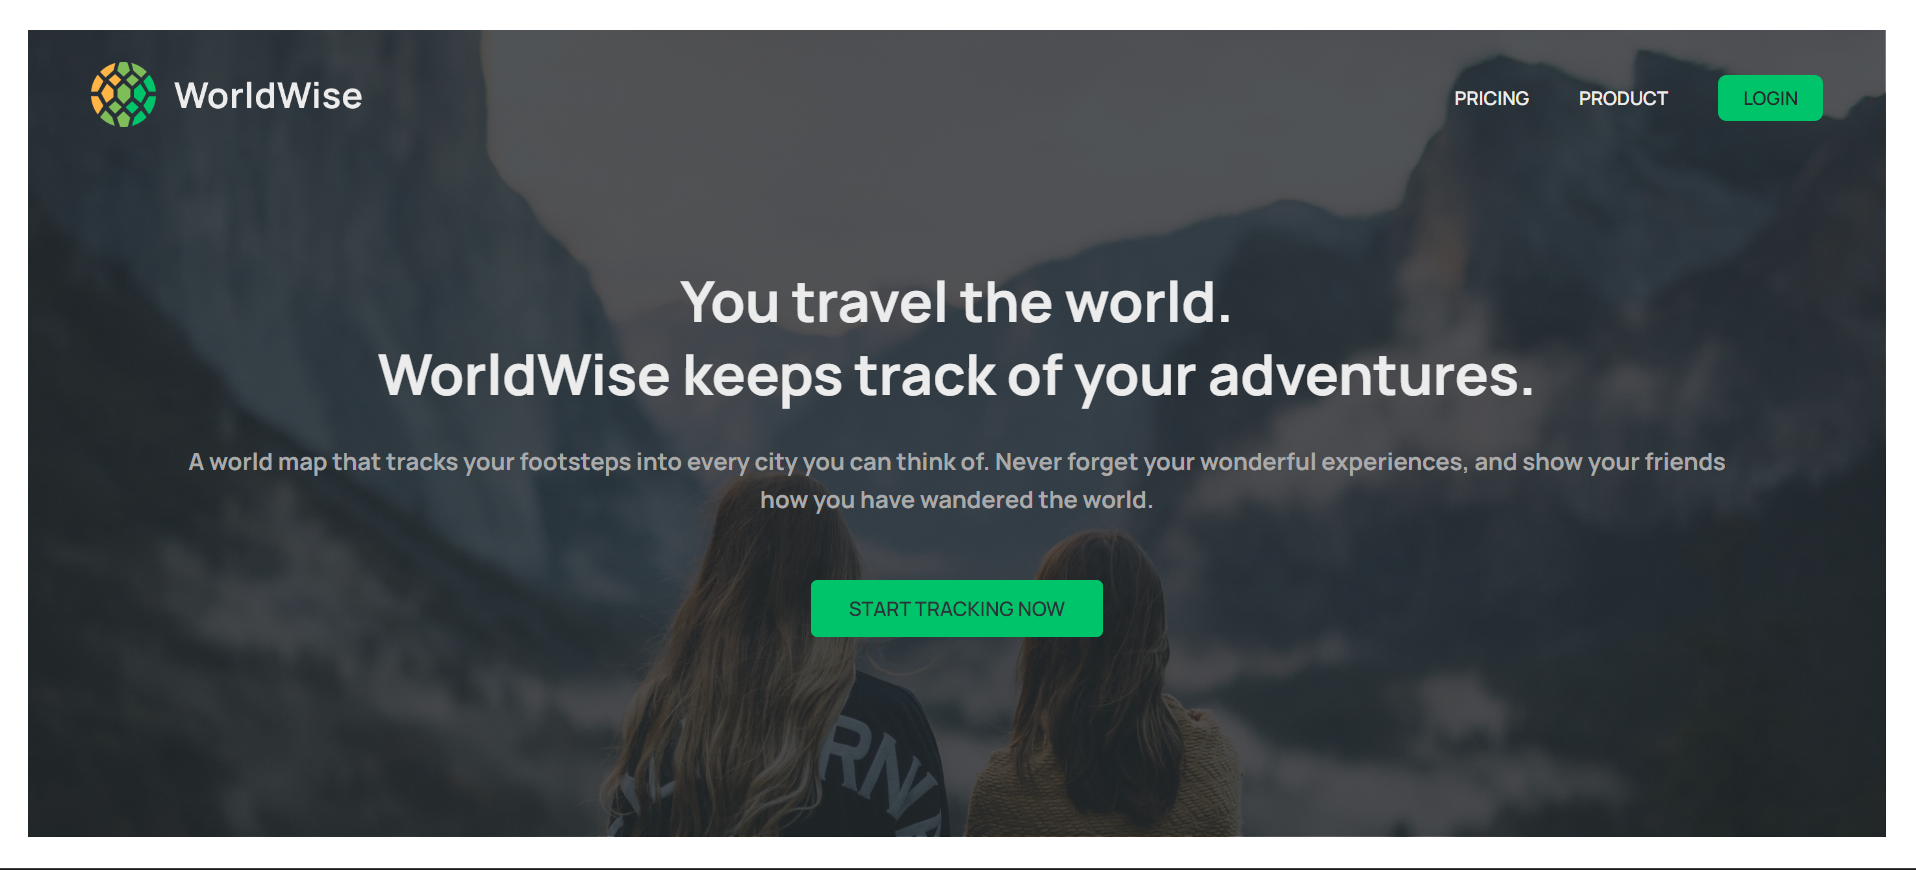 WorldWise
PRICING
PRODUCT
LOGIN
You travel the world.
WorldWise keeps track of your adventures.
A world map that tracks your footsteps into every city you can think of. Never forget your wonderful experiences, and show your friends
how you have wandered the world.
START TRACKING NOW